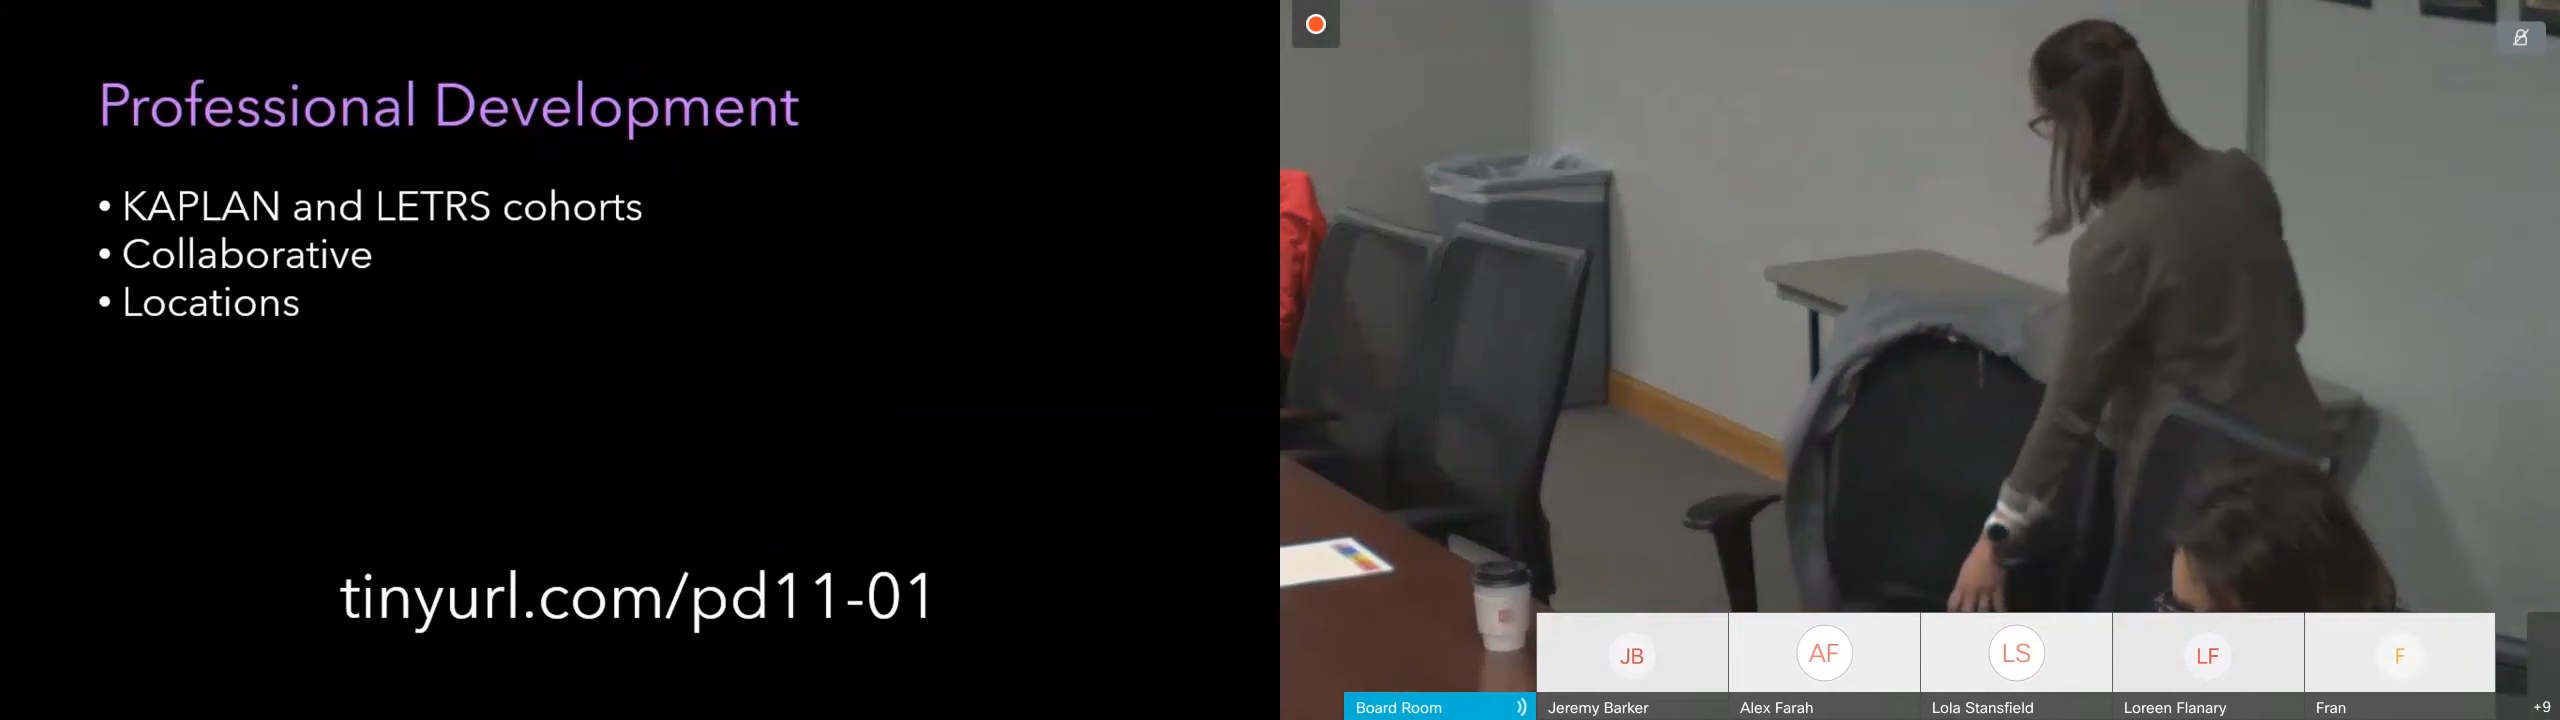 Professional Development
• KAPLAN and LETRS cohorts
• Collaborative
• Locations
tinyurl.com/pd11-01
JB
AF
LS
LF
F
Board Room
Jeremy Barker
Alex Farah
Lola Stansfield
Loreen Flanary
Fran
+9